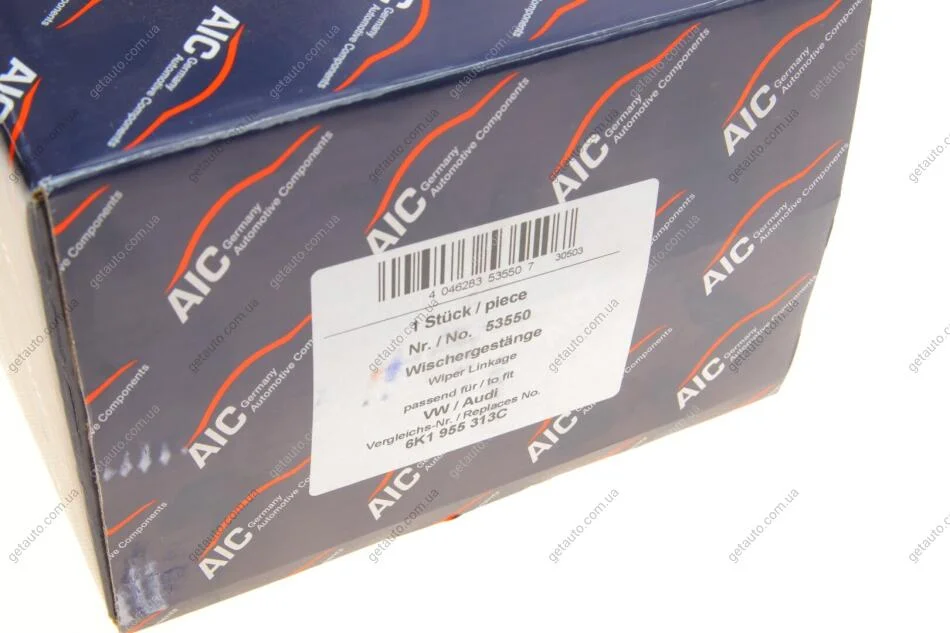 AIC Germany
Automotive Components
4 046283 53550 7
30503
1 Stück / piece
Nr. / No. 53550
Wischergestänge
Wiper Linkage
passend für / to fit
VW / Audi
Vergleichs-Nr. / Replaces No.
6K1 955 313C
getauto.com.ua